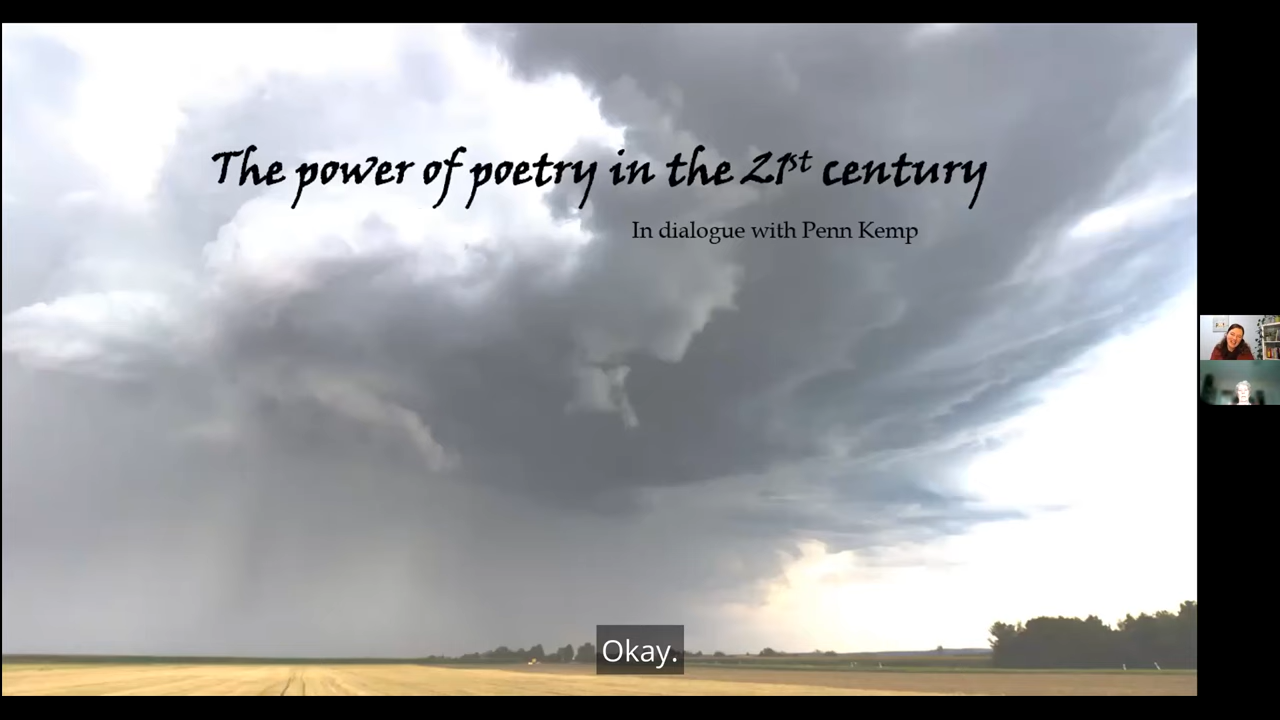 The power of poetry in the 21st century
In dialogue with Penn Kemp
Okay.